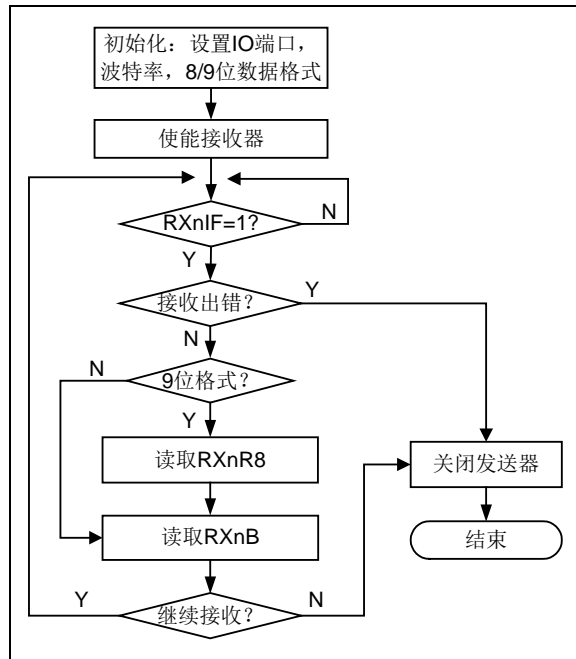 初始化：设置IO端口，
波特率，8/9位数据格式
使能接收器
RXnIF=1?
N
Y
接收出错？
Y
N
9位格式？
N
Y
读取RXnR8
关闭发送器
读取RXnB
结束
继续接收？
Y
N